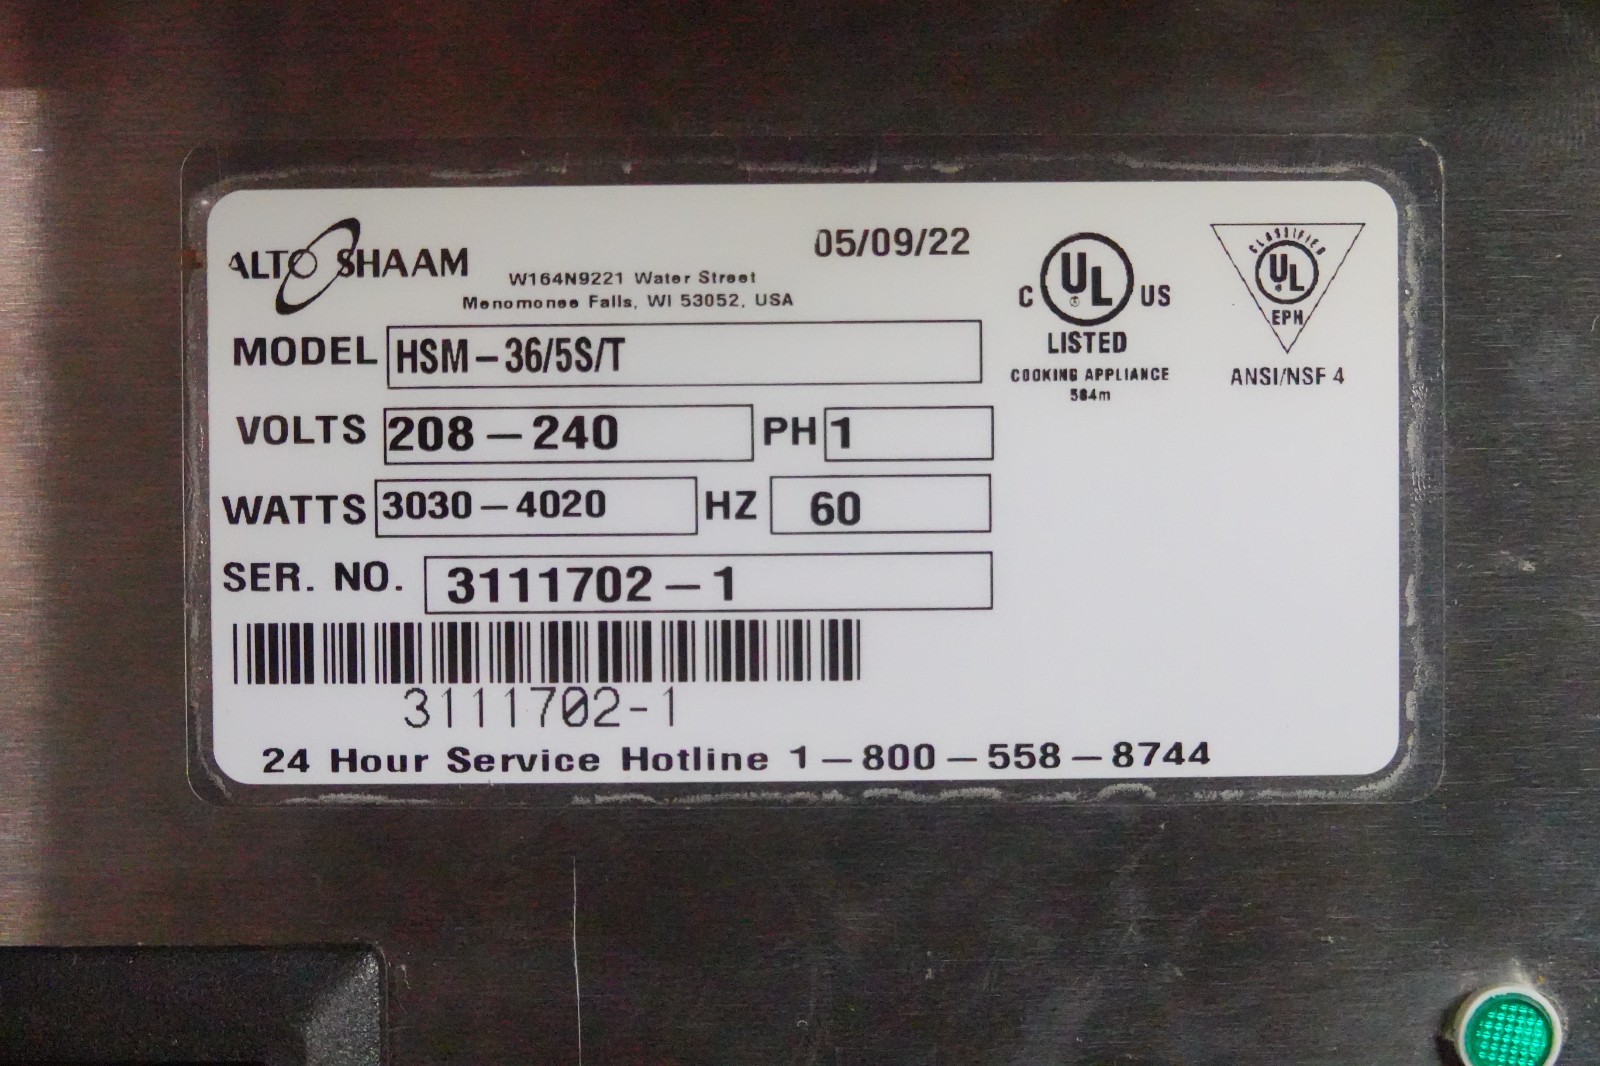 ALTO SHAAM
W164N9221 Water Street
Menomonee Falls, WI 53052, USA
05/09/22
C UL ® US
LISTED
COOKING APPLIANCE
584m
CLASSIFIED
UL
EPH
ANSI/NSF 4
MODEL HSM-36/5S/T
VOLTS 208-240 PH 1
WATTS 3030-4020 HZ 60
SER. NO. 3111702-1
3111702-1
24 Hour Service Hotline 1-800-558-8744